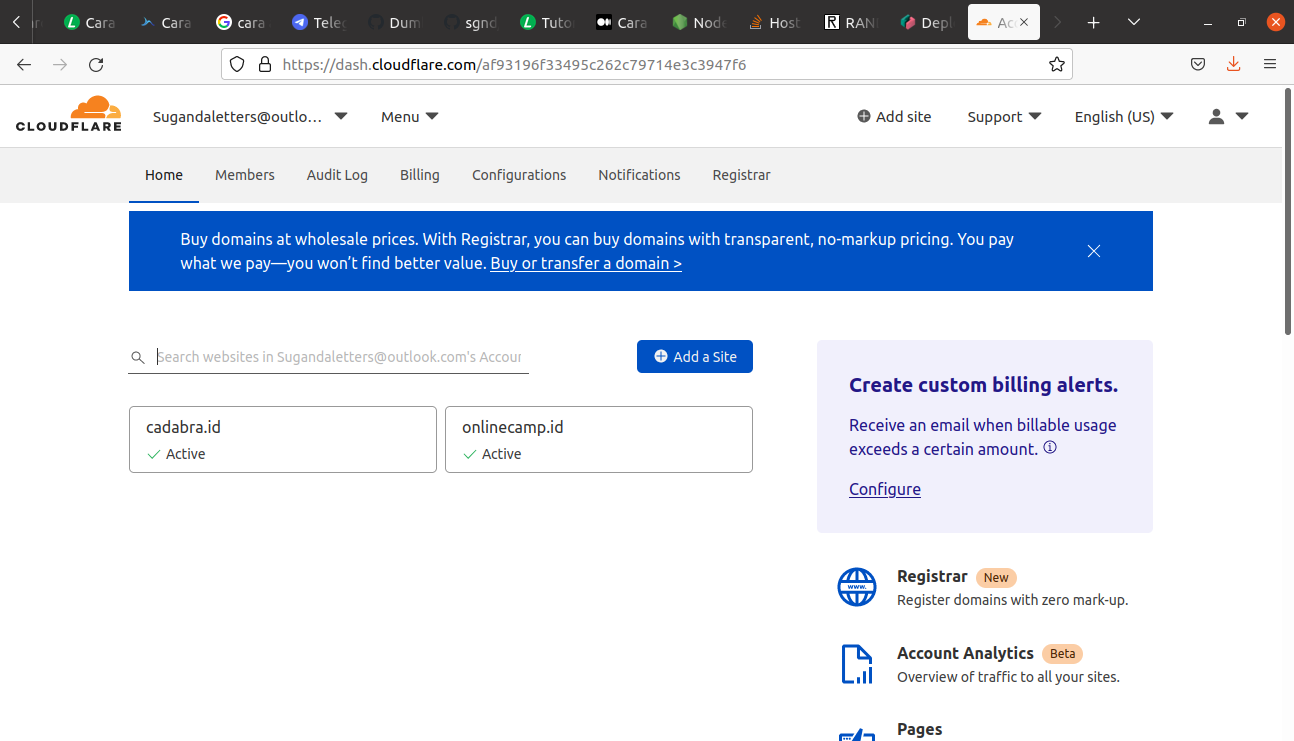 Cara
Cara
cara
Teleg
Dum
sgnd
Tuto
Cara
Node
Host
RAN
Depl
Acc
https://dash.cloudflare.com/af93196f33495c262c79714e3c3947f6
CLOUDFLARE
Sugandaletters@outlo...
Menu
Add site
Support
English (US)
Home
Members
Audit Log
Billing
Configurations
Notifications
Registrar
Buy domains at wholesale prices. With Registrar, you can buy domains with transparent, no-markup pricing. You pay
what we pay—you won't find better value. Buy or transfer a domain >
Search websites in Sugandaletters@outlook.com's Accour
Add a Site
cadabra.id
Active
onlinecamp.id
Active
Create custom billing alerts.
Receive an email when billable usage
exceeds a certain amount.
Configure
www.
Registrar New
Register domains with zero mark-up.
Account Analytics Beta
Overview of traffic to all your sites.
Pages